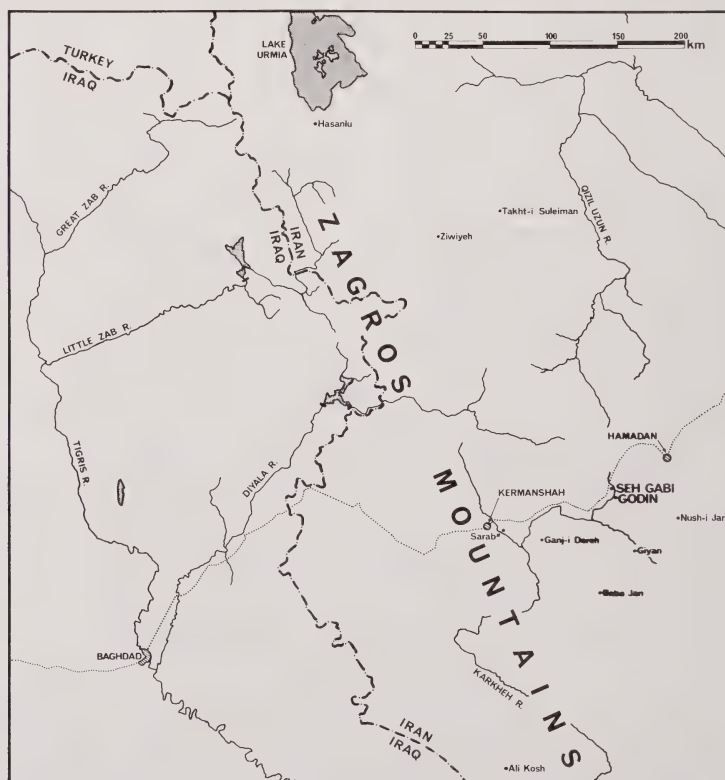 LAKE
URMIA
0 25 50 100 150 200
km
TURKEY
IRAQ
Hasanlu
GREAT ZAB R.
ZAGROS
IRAN
IRAQ
Takht-i Suleiman
Ziwiyeh
QIZIL UZUN R.
LITTLE ZAB R.
TIGRIS R.
DIYALA R.
MOUNTAINS
HAMADAN
SEH GABI
GODIN
KERMANSHAH
Nush-i Jan
Sarab
Ganj-i Dareh
Giyan
Baba Jan
BAGHDAD
KARKHEH R.
IRAN
IRAQ
Ali Kosh